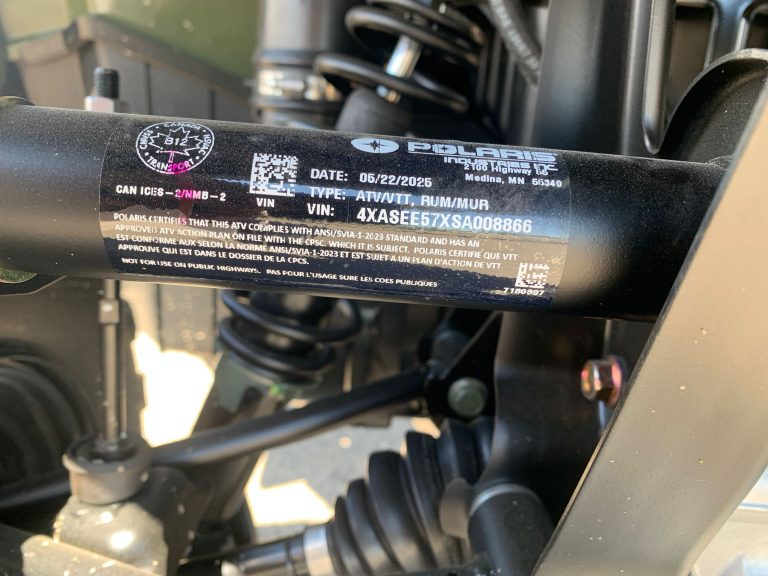 CANADA
B12
TRANSPORT
POLARIS
INDUSTRIES INC.
2100 Highway 55
Medina, MN 55340
DATE: 05/22/2025
TYPE: ATV/VTT, RUM/MUR
VIN: 4XASEE57XSA008866
VIN
CAN ICES-2/NMB-2
POLARIS CERTIFIES THAT THIS ATV COMPLIES WITH ANSI/SVIA-1-2023 STANDARD AND HAS AN
APPROVED ATV ACTION PLAN ON FILE WITH THE CPSC, WHICH IT IS SUBJECT. POLARIS CERTIFIE QUE VTT
EST CONFORME AUX SELON LA NORME ANSI/SVIA-1-2023 ET EST SUJET A UN PLAN D'ACTION DE VTT
APPROUVE QUI EST DANS LE DOSSIER DE LA CPCS.
NOT FOR USE ON PUBLIC HIGHWAYS. PAS POUR L'USAGE SURE LES COES PUBLIQUES
7180897